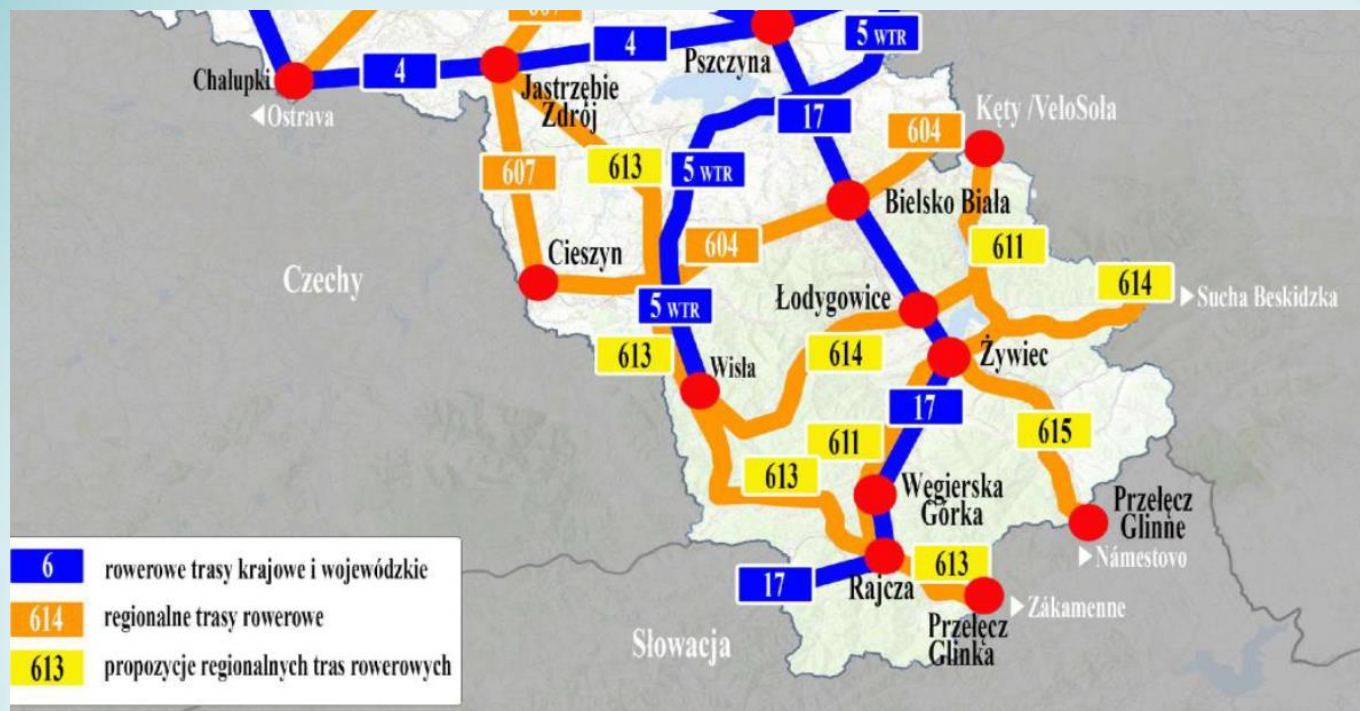 607
5 WTR
4
4
Pszczyna
Chalupki
◀Ostrava
Jastrzębie
Zdrój
17
604
Kęty /VeloSoła
607
613
5 WTR
Bielsko Biała
604
611
Cieszyn
Czechy
5 WTR
Łodygowice
614
▶Sucha Beskidzka
613
Wisła
614
Żywiec
17
615
611
613
Węgierska
Górka
Przełęcz
Glinne
▶Námestovo
17
Rajcza
613
▶Zákamenne
Przełęcz
Glinka
Słowacja
6 rowerowe trasy krajowe i wojewódzkie
614 regionalne trasy rowerowe
613 propozycje regionalnych tras rowerowych